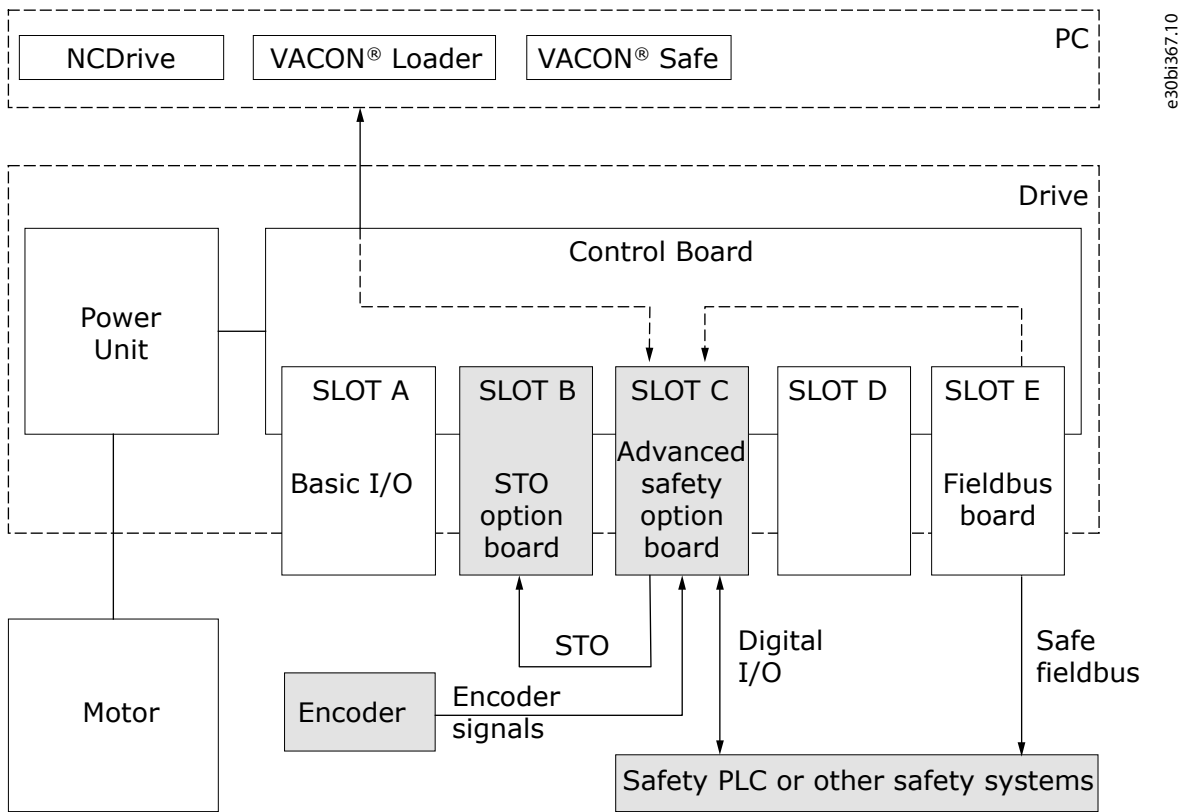 PC
NCDrive
VACON® Loader
VACON® Safe
e30bi367.10
Drive
Control Board
Power
Unit
SLOT A
Basic I/O
SLOT B
STO
option
board
SLOT C
Advanced
safety
option
board
SLOT D
SLOT E
Fieldbus
board
STO
Digital
I/O
Safe
fieldbus
Motor
Encoder
Encoder
signals
Safety PLC or other safety systems